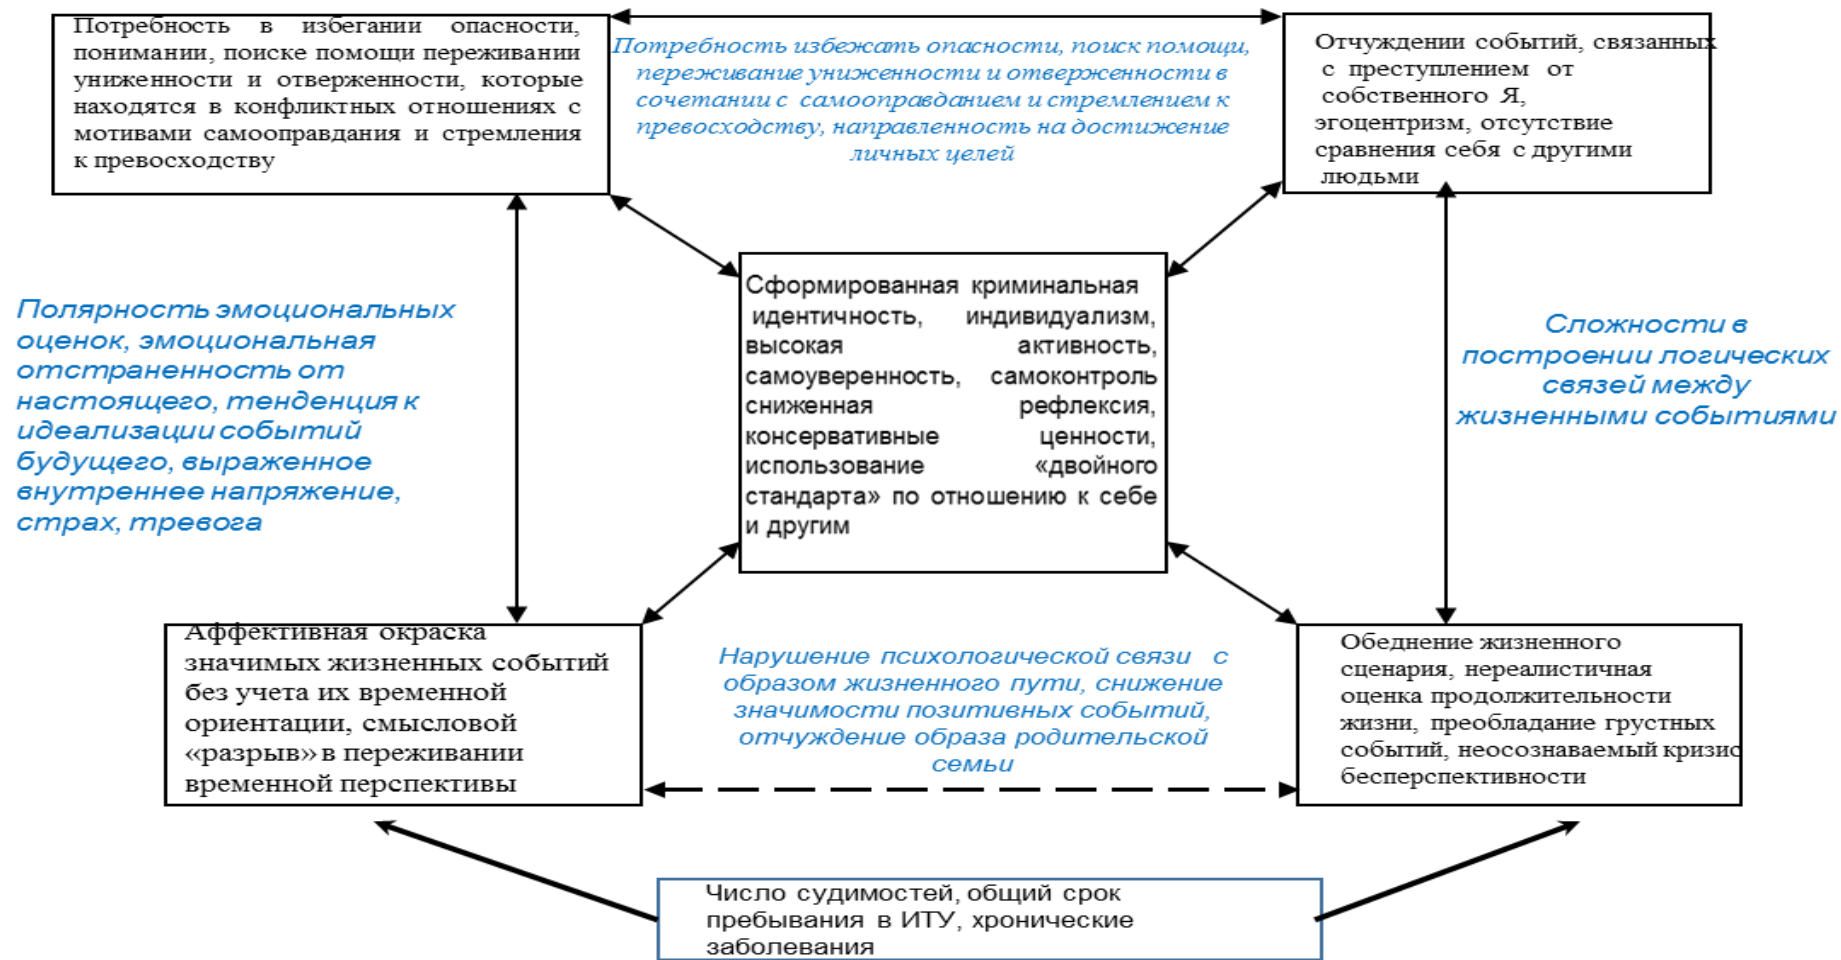 Потребность в избегании опасности,
понимании, поиске помощи переживании
униженности и отверженности, которые
находятся в конфликтных отношениях с
мотивами самооправдания и стремления
к превосходству
Потребность избежать опасности, поиск помощи,
переживание униженности и отверженности в
сочетании с самооправданием и стремлением к
превосходству, направленность на достижение
личных целей
Отчуждении событий, связанных
с преступлением от
собственного Я,
эгоцентризм, отсутствие
сравнения себя с другими
людьми
Полярность эмоциональных
оценок, эмоциональная
отстраненность от
настоящего, тенденция к
идеализации событий
будущего, выраженное
внутреннее напряжение,
страх, тревога
Сформированная криминальная
идентичность, индивидуализм,
высокая активность,
самоуверенность, самоконтроль
сниженная рефлексия,
консервативные ценности,
использование «двойного
стандарта» по отношению к себе
и другим
Сложности в
построении логических
связей между
жизненными событиями
Аффективная окраска
значимых жизненных событий
без учета их временной
ориентации, смысловой
«разрыв» в переживании
временной перспективы
Нарушение психологической связи с
образом жизненного пути, снижение
значимости позитивных событий,
отчуждение образа родительской
семьи
Обеднение жизненного
сценария, нереалистичная
оценка продолжительности
жизни, преобладание грустных
событий, неосознаваемый кризис
бесперспективности
Число судимостей, общий срок
пребывания в ИТУ, хронические
заболевания